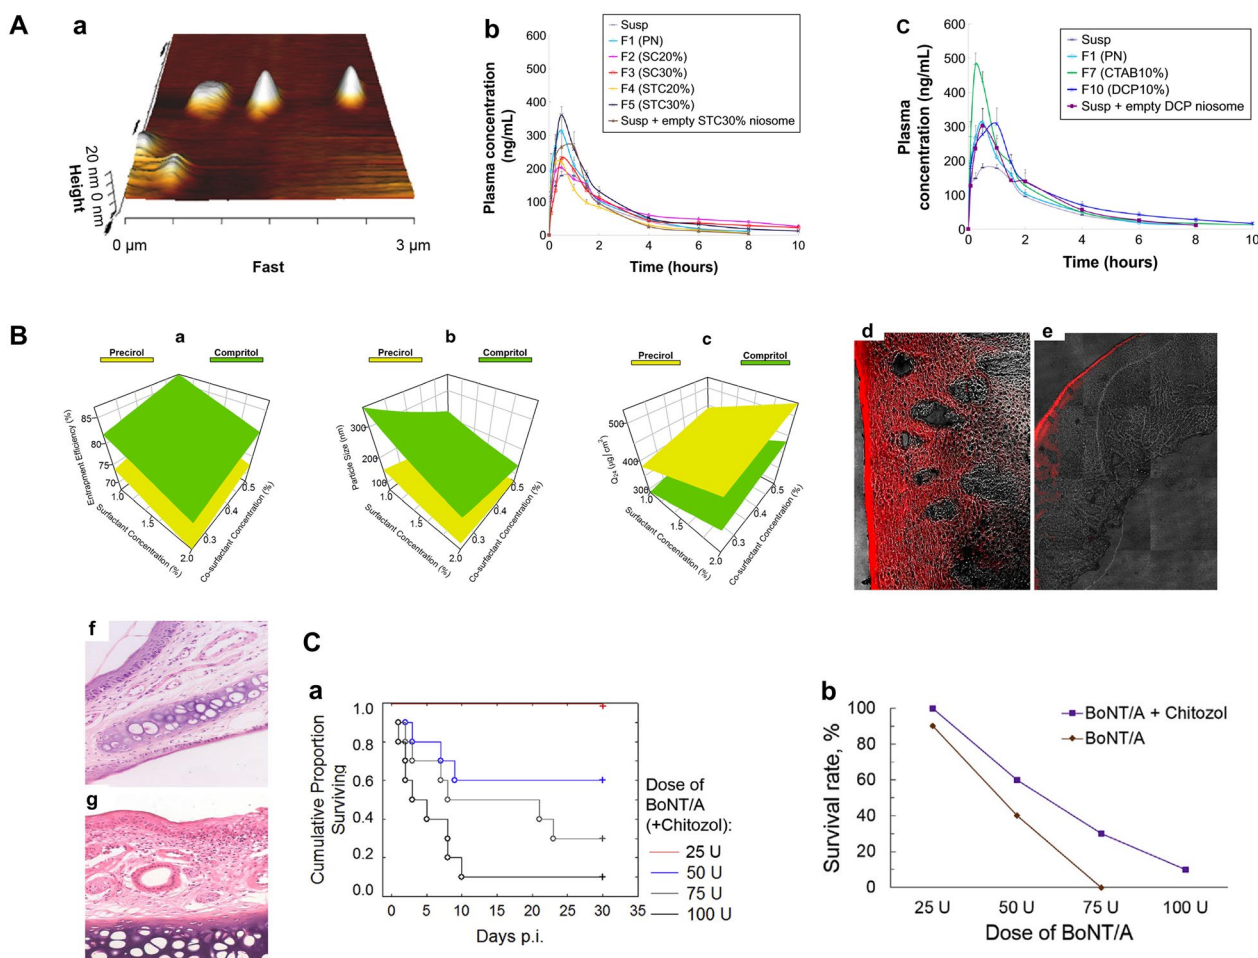 A
a
20 nm 0 nm
Height
0 µm
3 µm
Fast
b
Plasma concentration
(ng/mL)
600
500
400
300
200
100
0
Susp
F1 (PN)
F2 (SC20%)
F3 (SC30%)
F4 (STC20%)
F5 (STC30%)
Susp + empty STC30% niosome
0 2 4 6 8 10
Time (hours)
c
Plasma
concentration (ng/mL)
600
500
400
300
200
100
0
Susp
F1 (PN)
F7 (CTAB10%)
F10 (DCP10%)
Susp + empty DCP niosome
0 2 4 6 8 10
Time (hours)
B
a
Precirol
Compritol
Entrapment Efficiency (%)
85
80
75
70
1.0
1.5
2.0
Surfactant Concentration (%)
0.3
0.4
0.5
Co-surfactant Concentration (%)
b
Precirol
Compritol
Particle Size (nm)
300
200
100
1.0
1.5
2.0
Surfactant Concentration (%)
0.3
0.4
0.5
Co-surfactant Concentration (%)
c
Precirol
Compritol
Q₂₄ (µg|cm²)
500
400
300
1.0
1.5
2.0
Surfactant Concentration (%)
0.3
0.4
0.5
Co-surfactant Concentration (%)
d
e
f
g
C
a
Cumulative Proportion
Surviving
1.0
0.8
0.6
0.4
0.2
0.0
0 5 10 15 20 25 30 35
Days p.i.
Dose of
BoNT/A
(+Chitozol):
25 U
50 U
75 U
100 U
b
Survival rate, %
100
80
60
40
20
0
BoNT/A + Chitozol
BoNT/A
25 U 50 U 75 U 100 U
Dose of BoNT/A